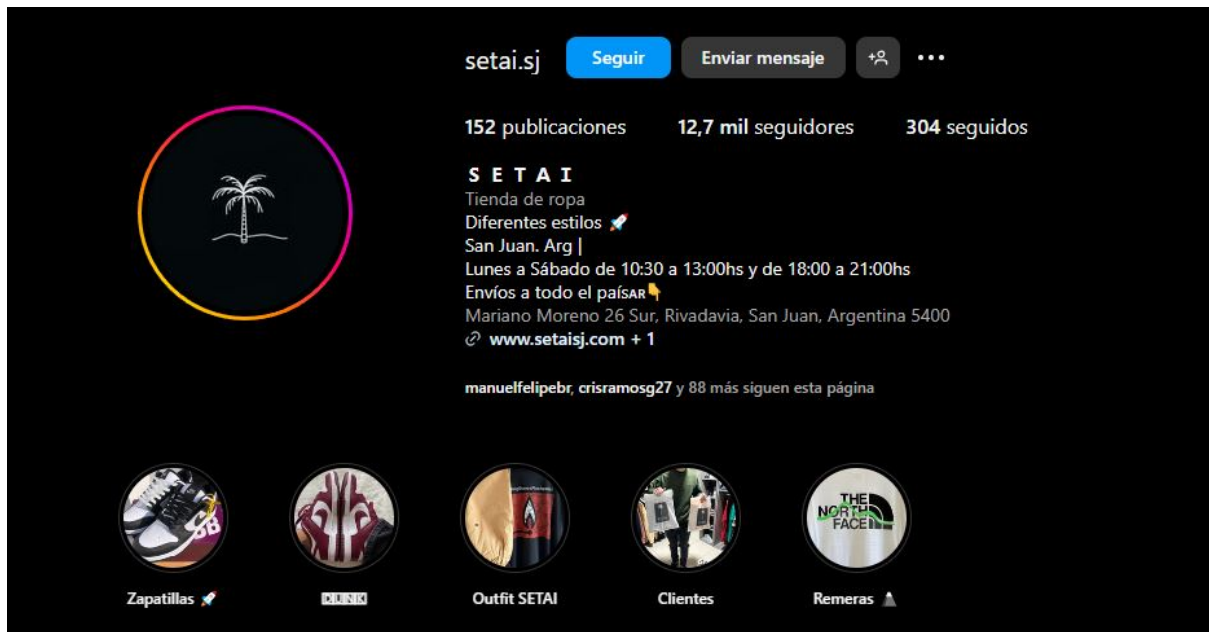 setai.sj Seguir Enviar mensaje
152 publicaciones 12,7 mil seguidores 304 seguidos
S E T A I
Tienda de ropa
Diferentes estilos 🚀
San Juan. Arg |
Lunes a Sábado de 10:30 a 13:00hs y de 18:00 a 21:00hs
Envíos a todo el paísAR👇
Mariano Moreno 26 Sur, Rivadavia, San Juan, Argentina 5400
www.setaisj.com + 1
manuelfelipebr, crisramosg27 y 88 más siguen esta página
THE
NORTH
FACE
Zapatillas 🚀 DUNK Outfit SETAI Clientes Remeras 🗻